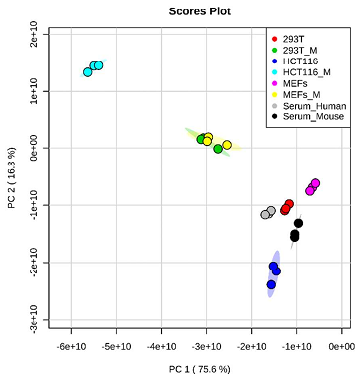 Scores Plot
293T
293T_M
HCT116
HCT116_M
MEFs
MEFs_M
Serum_Human
Serum_Mouse
2e+10
1e+10
0e+00
-1e+10
-2e+10
-3e+10
PC 2 ( 16.3 %)
-6e+10 -5e+10 -4e+10 -3e+10 -2e+10 -1e+10 0e+00
PC 1 ( 75.6 %)